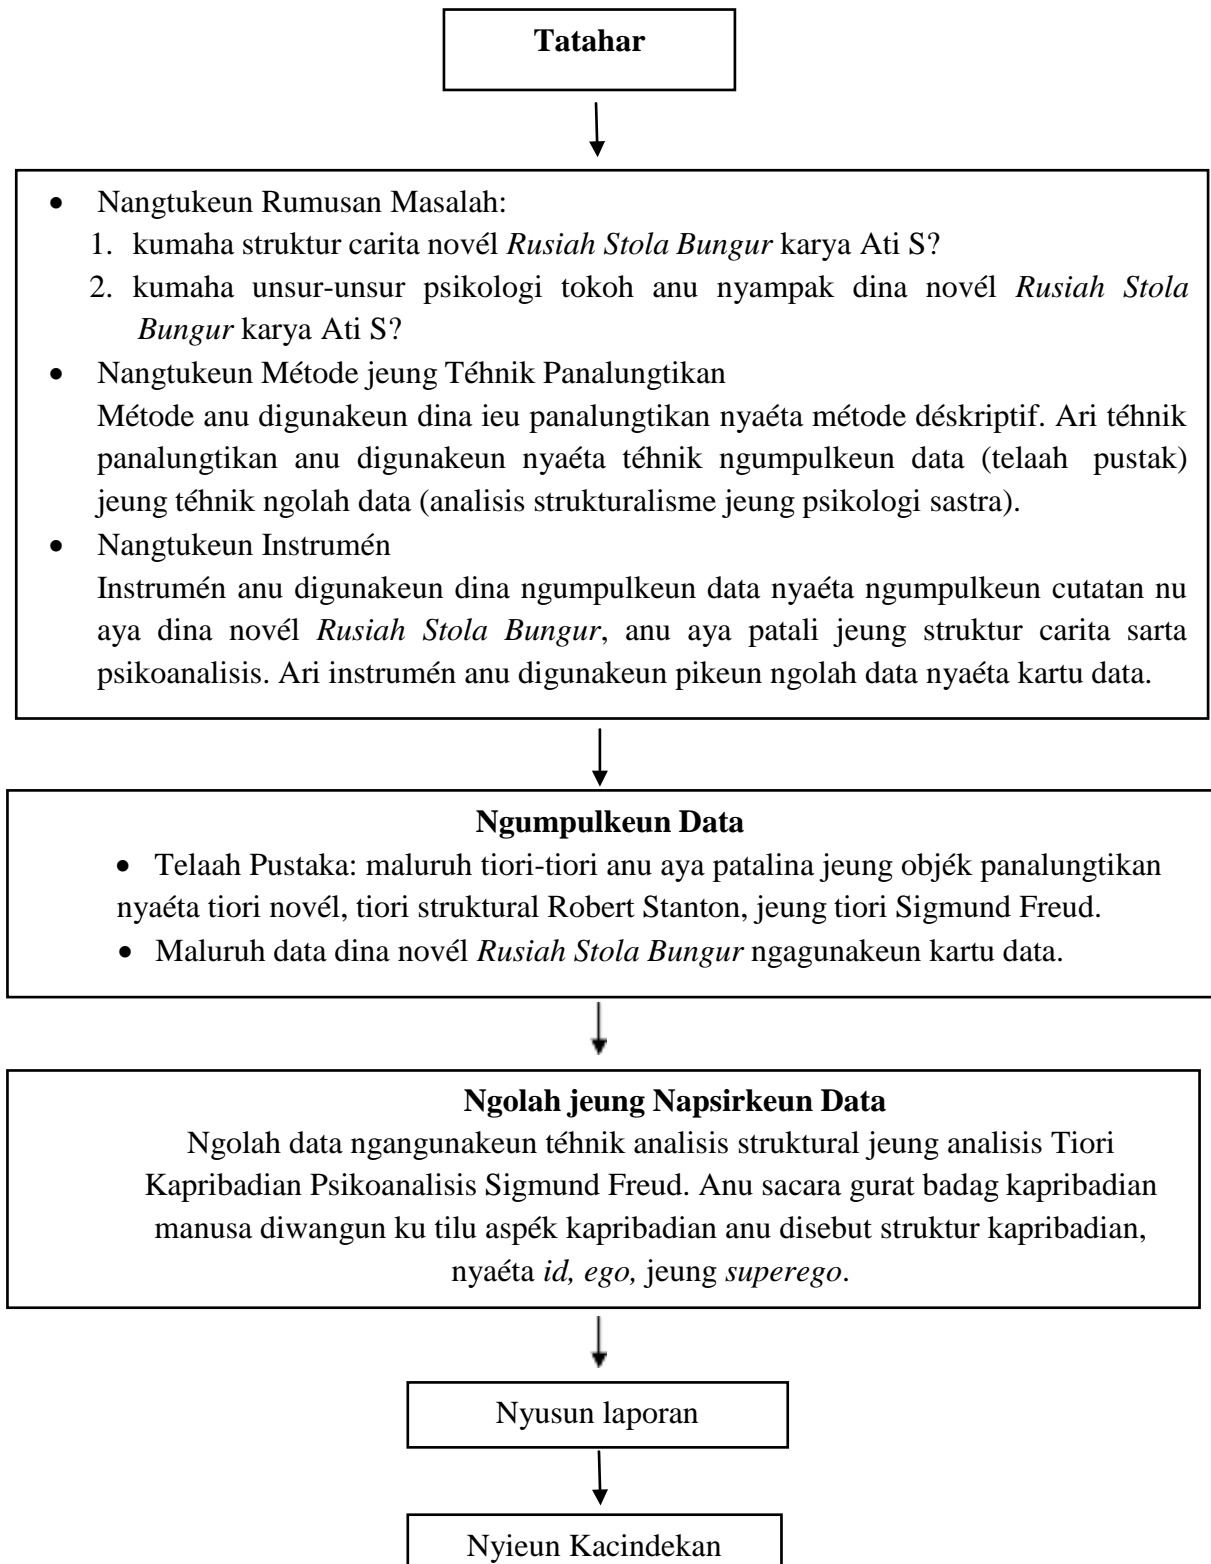 Tatahar
• Nangtukeun Rumusan Masalah:
1. kumaha struktur carita novél Rusiah Stola Bungur karya Ati S?
2. kumaha unsur-unsur psikologi tokoh anu nyampak dina novél Rusiah Stola
Bungur karya Ati S?
• Nangtukeun Métode jeung Téhnik Panalungtikan
Métode anu digunakeun dina ieu panalungtikan nyaéta métode déskriptif. Ari téhnik
panalungtikan anu digunakeun nyaéta téhnik ngumpulkeun data (telaah pustak)
jeung téhnik ngolah data (analisis strukturalisme jeung psikologi sastra).
• Nangtukeun Instrumén
Instrumén anu digunakeun dina ngumpulkeun data nyaéta ngumpulkeun cutatan nu
aya dina novél Rusiah Stola Bungur, anu aya patali jeung struktur carita sarta
psikoanalisis. Ari instrumén anu digunakeun pikeun ngolah data nyaéta kartu data.
Ngumpulkeun Data
• Telaah Pustaka: maluruh tiori-tiori anu aya patalina jeung objék panalungtikan
nyaéta tiori novél, tiori struktural Robert Stanton, jeung tiori Sigmund Freud.
• Maluruh data dina novél Rusiah Stola Bungur ngagunakeun kartu data.
Ngolah jeung Napsirkeun Data
Ngolah data ngangunakeun téhnik analisis struktural jeung analisis Tiori
Kapribadian Psikoanalisis Sigmund Freud. Anu sacara gurat badag kapribadian
manusa diwangun ku tilu aspék kapribadian anu disebut struktur kapribadian,
nyaéta id, ego, jeung superego.
Nyusun laporan
Nyieun Kacindekan